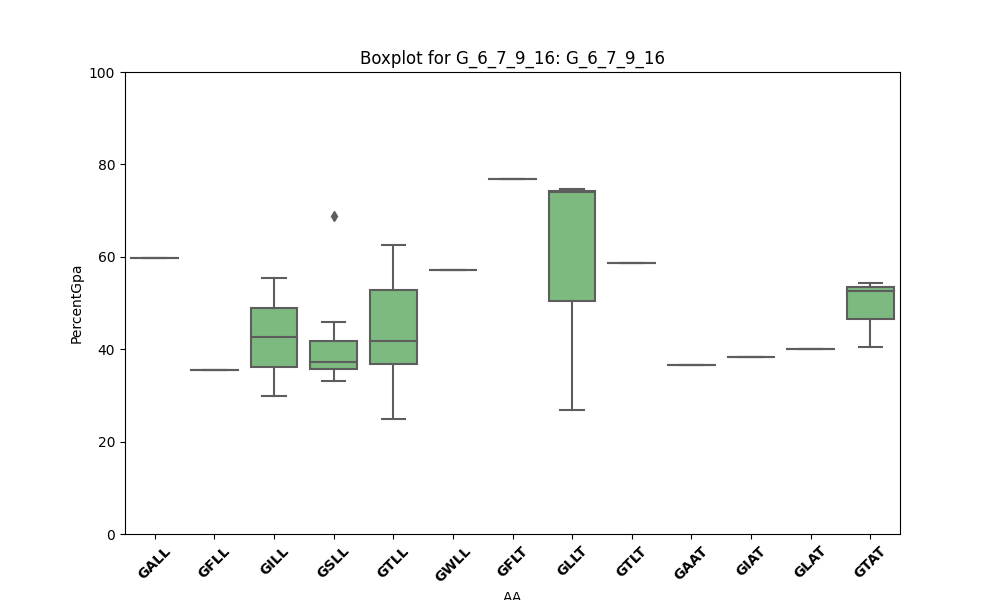 Boxplot for G_6_7_9_16: G_6_7_9_16
100
80
60
40
20
0
PercentGpa
GALL
GFLL
GILL
GSLL
GTLL
GWLL
GFLT
GLLT
GTLT
GAAT
GIAT
GLAT
GTAT
AA